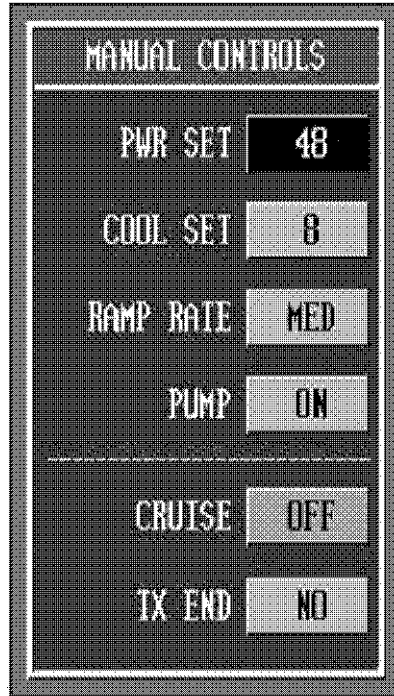 MANUAL CONTROLS
PWR SET 48
COOL SET 8
RAMP RATE MED
PUMP ON
CRUISE OFF
TX END NO